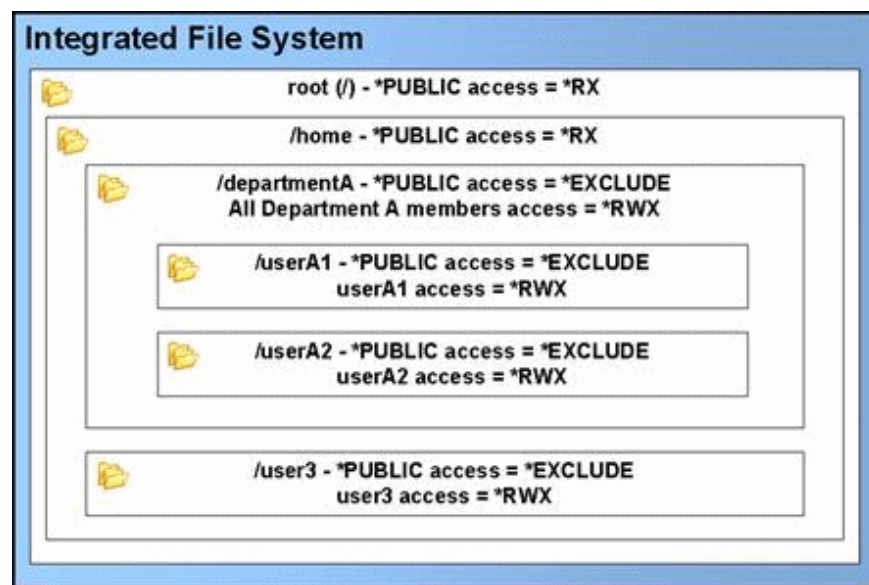 Integrated File System
root (/) - *PUBLIC access = *RX
/home - *PUBLIC access = *RX
/departmentA - *PUBLIC access = *EXCLUDE
All Department A members access = *RWX
/userA1 - *PUBLIC access = *EXCLUDE
userA1 access = *RWX
/userA2 - *PUBLIC access = *EXCLUDE
userA2 access = *RWX
/user3 - *PUBLIC access = *EXCLUDE
user3 access = *RWX